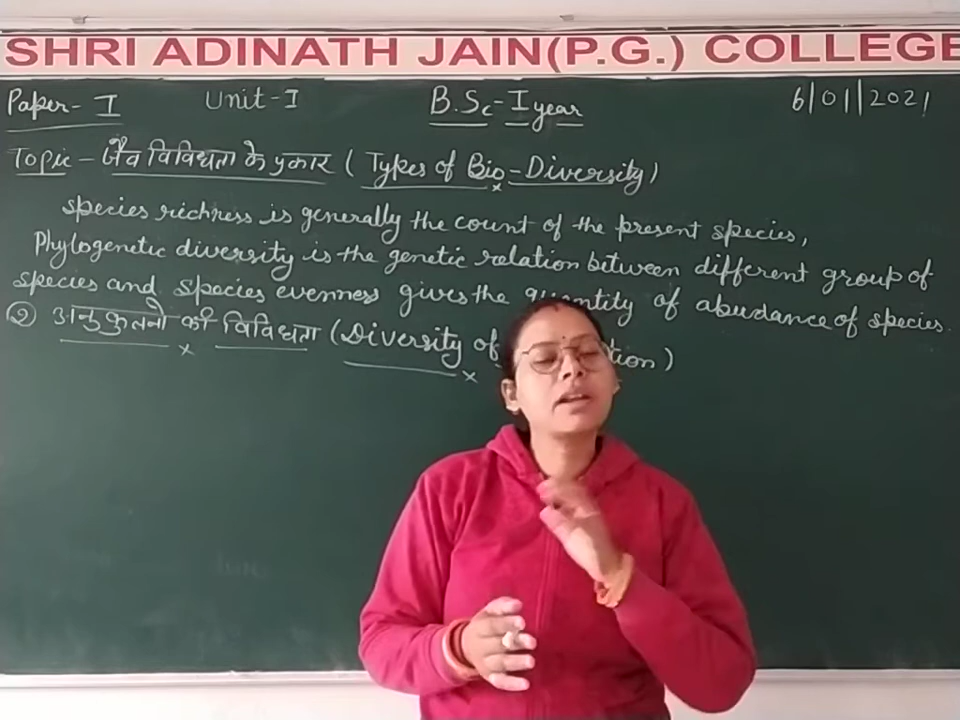 SHRI ADINATH JAIN(P.G.) COLLEGE
Paper- I Unit-I B.Sc-I year 6/01/2021
Topic - जैव विविधता के प्रकार ( Types of Bio-Diversity)
species richness is generally the count of the present species,
Phylogenetic diversity is the genetic relation between different group of
species and species evenness gives the quantity of abundance of species.
② अनुकूलनो की विविधता (Diversity of tion)